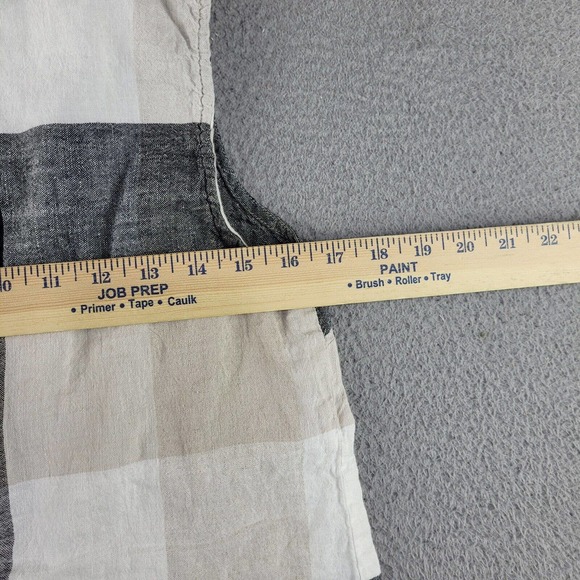 0 11 12 13 14 15 16 17 18 19 20 21 22
JOB PREP
• Primer • Tape • Caulk
PAINT
• Brush • Roller • Tray